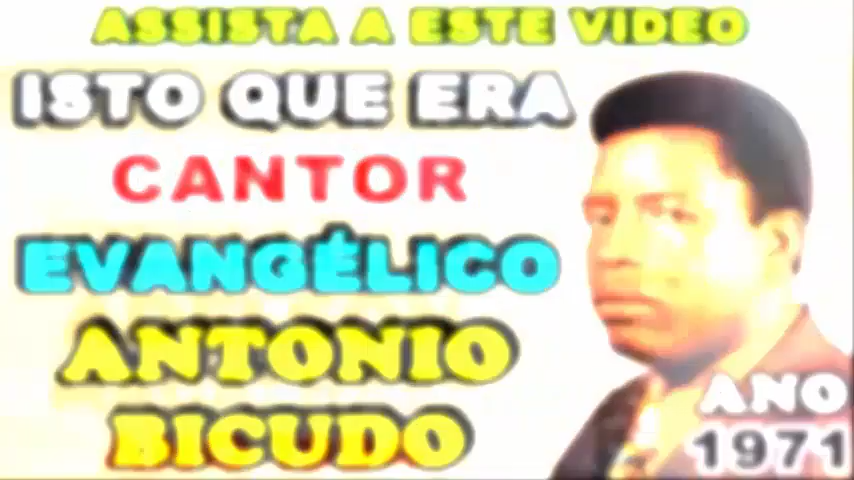 ASSISTA A ESTE VIDEO
ISTO QUE ERA
CANTOR
EVANGÉLICO
ANTONIO
BICUDO
ANO
1971